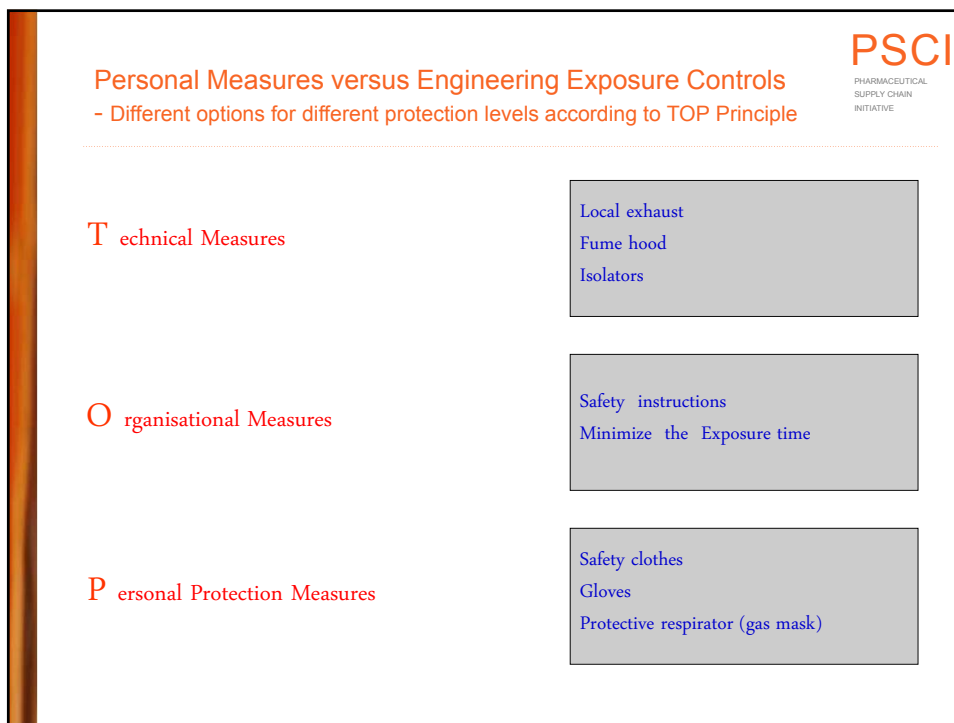 PSCI
PHARMACEUTICAL
SUPPLY CHAIN
INITIATIVE
Personal Measures versus Engineering Exposure Controls
- Different options for different protection levels according to TOP Principle
T echnical Measures
Local exhaust
Fume hood
Isolators
O rganisational Measures
Safety instructions
Minimize the Exposure time
P ersonal Protection Measures
Safety clothes
Gloves
Protective respirator (gas mask)